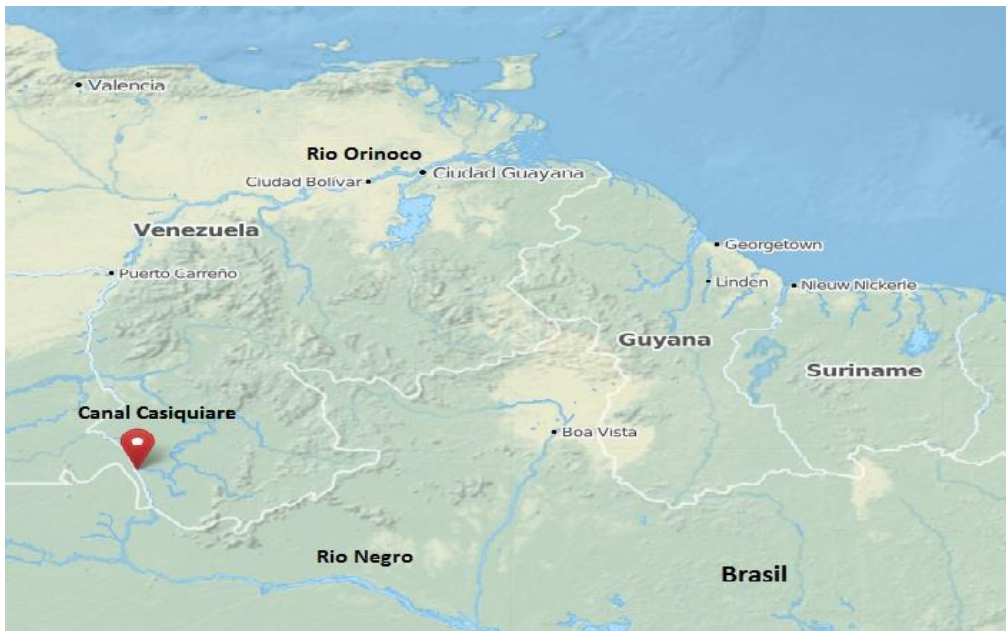 Valencia
Rio Orinoco
Ciudad Guayana
Ciudad Bolívar
Venezuela
Georgetown
Puerto Carreño
Linden
Nieuw Nickerie
Guyana
Suriname
Canal Casiquiare
Boa Vista
Rio Negro
Brasil